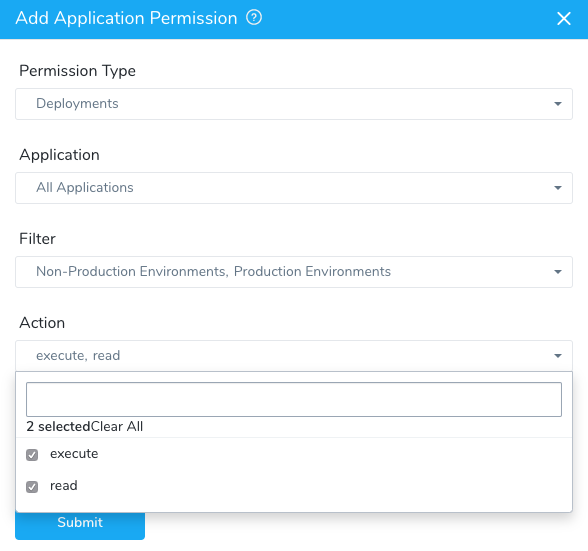 Add Application Permission ?
Permission Type
Deployments
Application
All Applications
Filter
Non-Production Environments, Production Environments
Action
execute, read
2 selectedClear All
execute
read
Submit